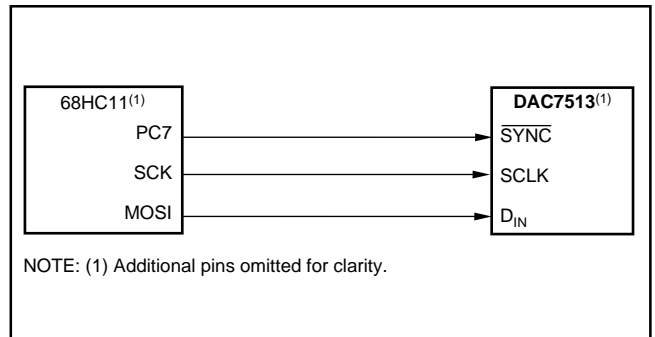 68HC11(1)
DAC7513(1)
PC7
SYNC
SCK
SCLK
MOSI
DIN
NOTE: (1) Additional pins omitted for clarity.